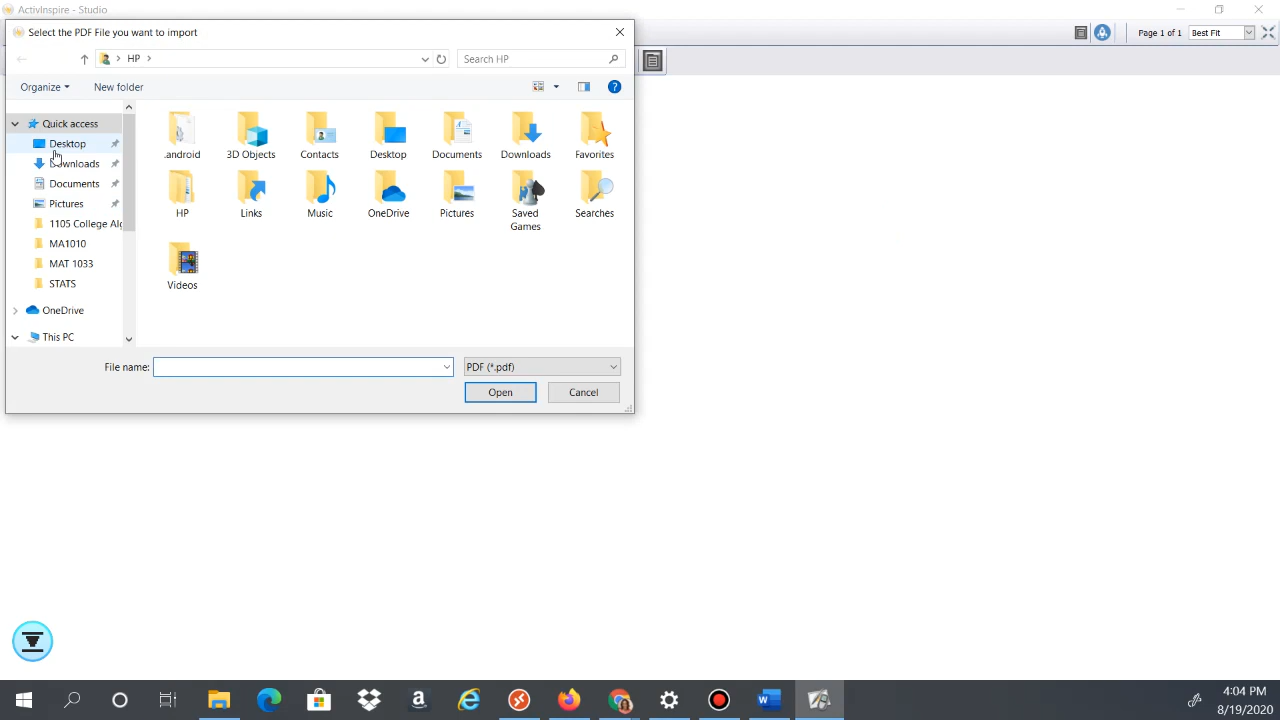 ActivInspire - Studio
Select the PDF File you want to import
Page 1 of 1 Best Fit
HP
Search HP
Organize New folder
?
Quick access
Desktop
Downloads
Documents
Pictures
1105 College Alg
MA1010
MAT 1033
STATS
OneDrive
This PC
.android 3D Objects Contacts Desktop Documents Downloads Favorites
HP Links Music OneDrive Pictures Saved Games Searches
Videos
File name: PDF (*.pdf)
Open Cancel
4:04 PM
8/19/2020